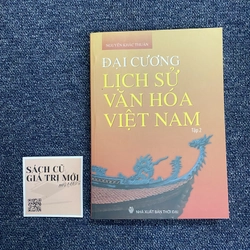 NGUYỄN KHẮC THUẦN
ĐẠI CƯƠNG
LỊCH SỬ
VĂN HÓA
VIỆT NAM
Tập 2
NHÀ XUẤT BẢN THỜI ĐẠI
SÁCH CŨ
GIÁ TRỊ MỚI